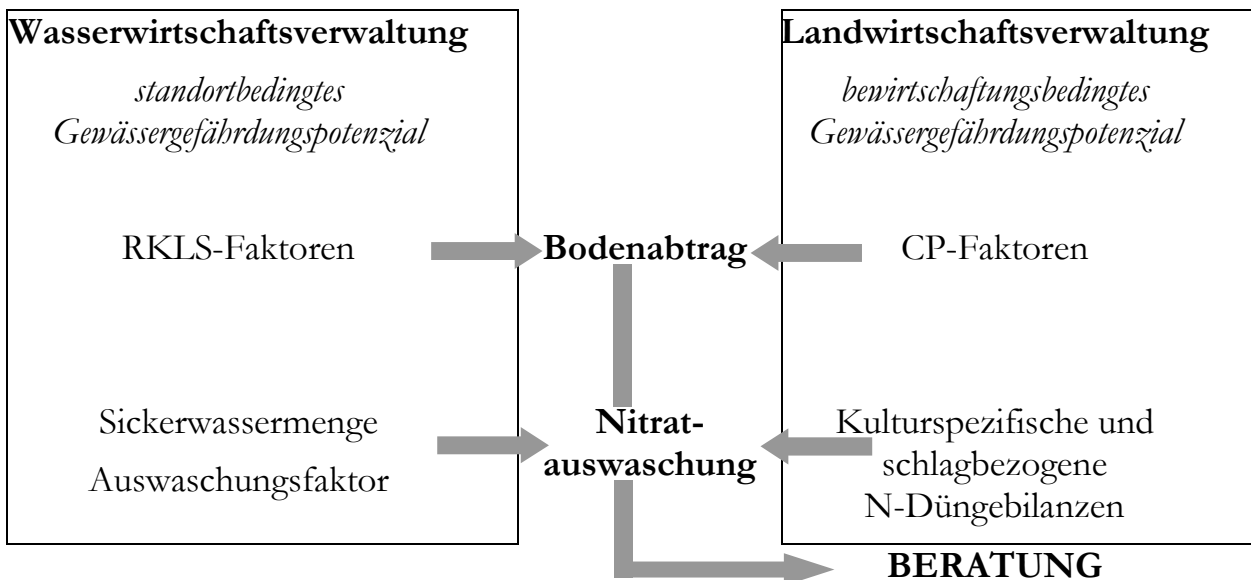 Wasserwirtschaftsverwaltung
standortbedingtes
Gewässergefährdungspotenzial
RKLS-Faktoren
Sickerwassermenge
Auswaschungsfaktor
Bodenabtrag
Nitrat-
auswaschung
Landwirtschaftsverwaltung
bewirtschaftungsbedingtes
Gewässergefährdungspotenzial
CP-Faktoren
Kulturspezifische und
schlagbezogene
N-Düngebilanzen
BERATUNG